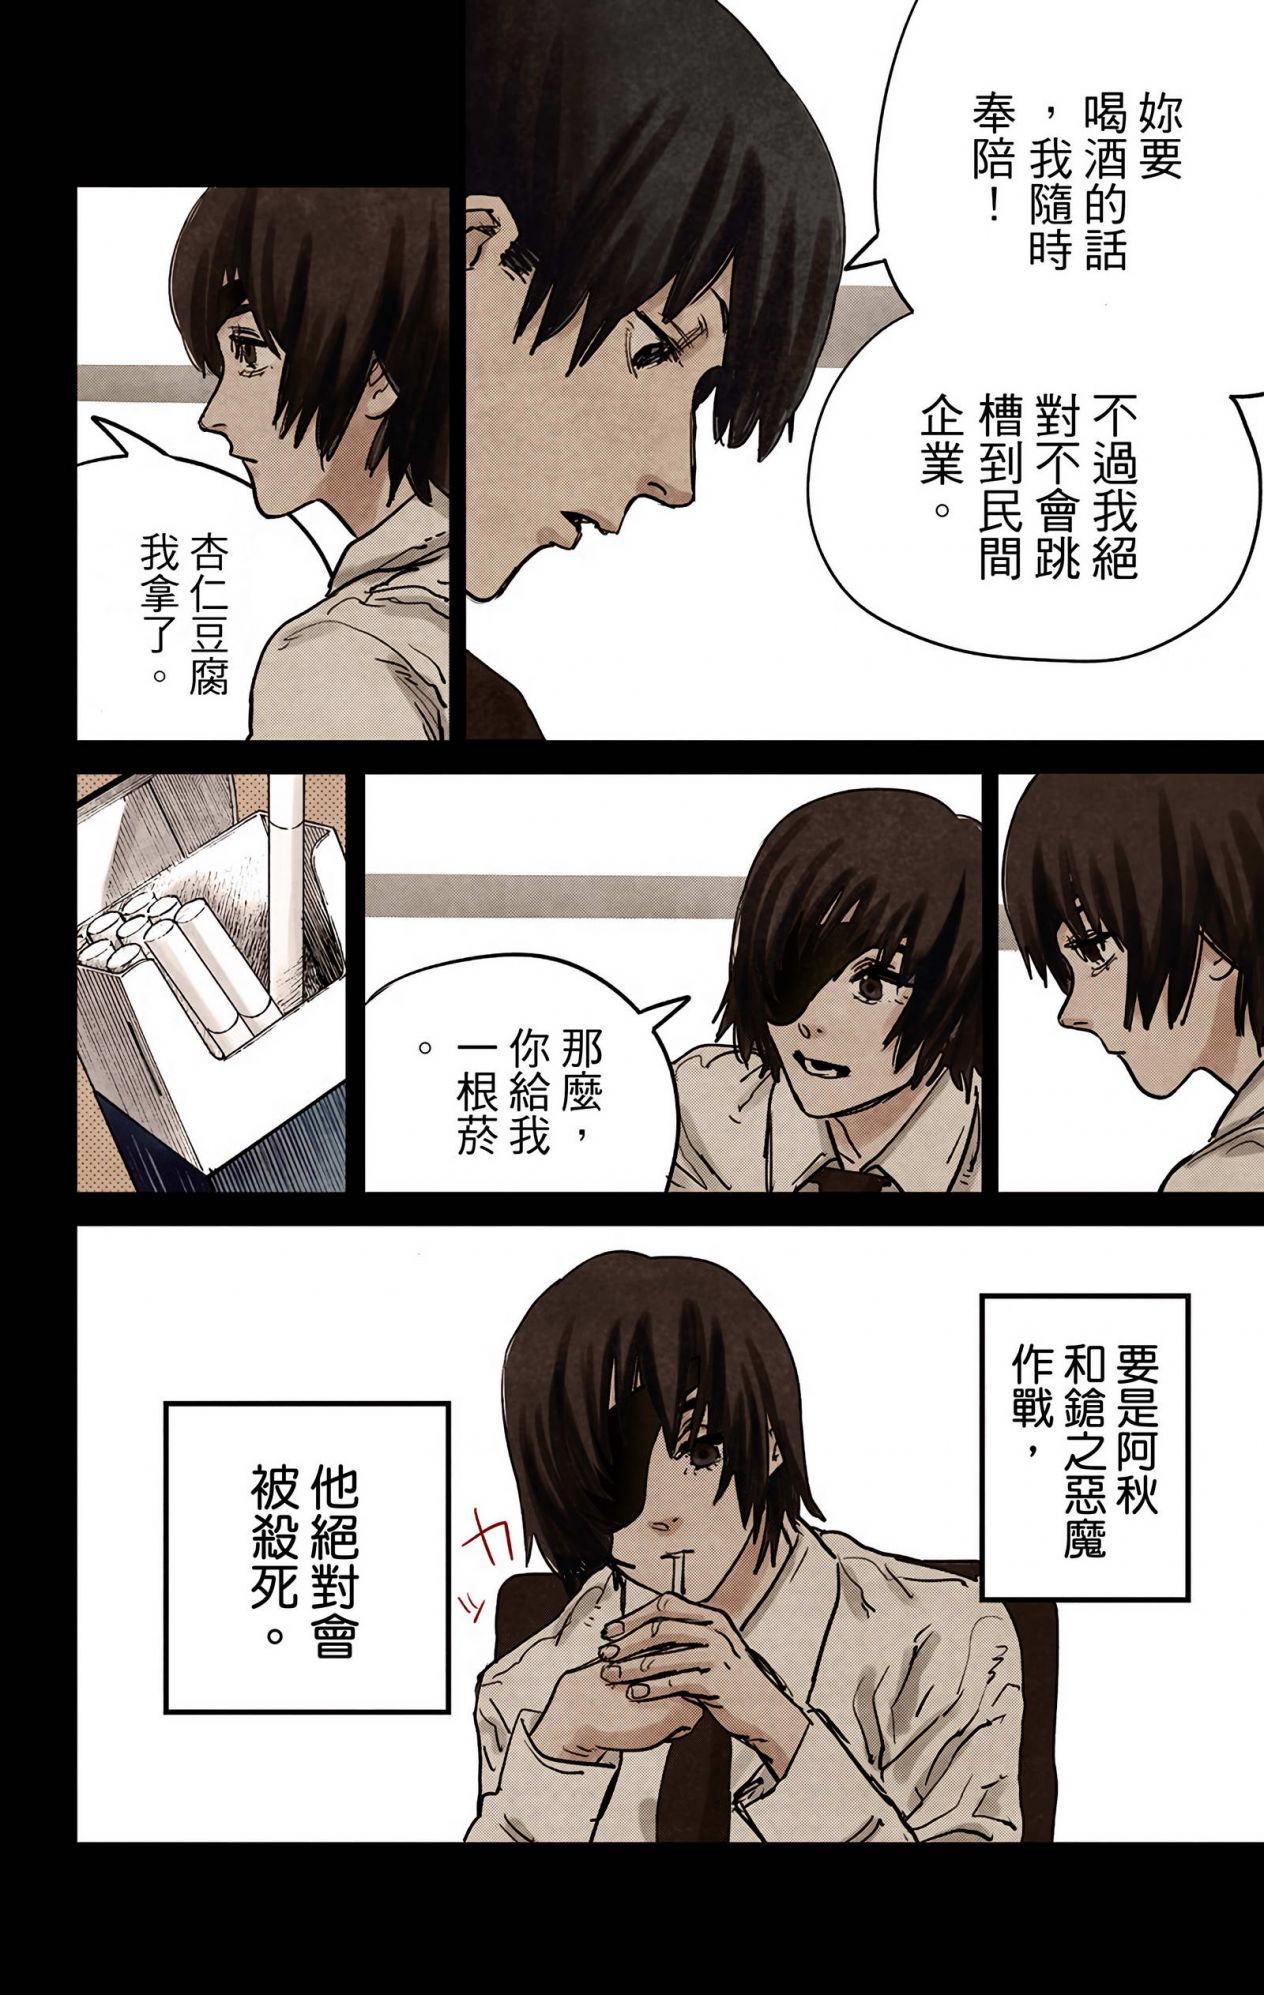 妳要
喝酒的話
，我隨時
奉陪！
不過我絕
對不會跳
槽到民間
企業。
杏仁豆腐
我拿了。
那麼，
你給我
一根菸
。
要是阿秋
和鎗之惡魔
作戰，
カ
ッ
他絕對會
被殺死。